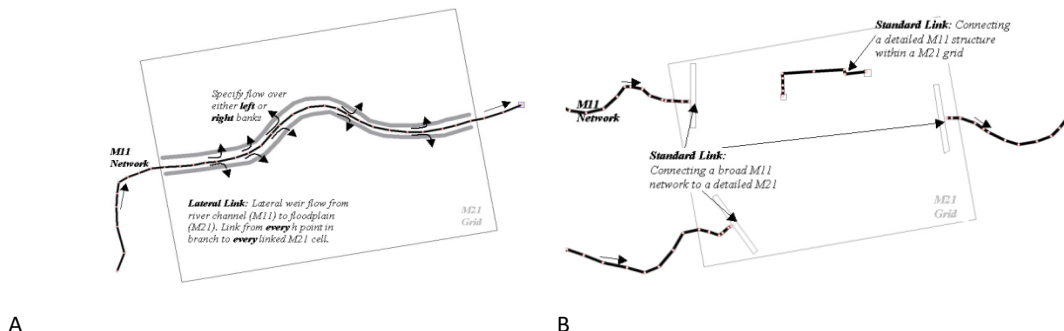 Specify flow over
either left or
right banks
M11
Network
Lateral Link: Lateral weir flow from
river channel (M11) to floodplain
(M21). Link from every h point in
branch to every linked M21 cell.
M21
Grid
A
Standard Link: Connecting
a detailed M11 structure
within a M21 grid
M11
Network
Standard Link:
Connecting a broad M11
network to a detailed M21
M21
Grid
B